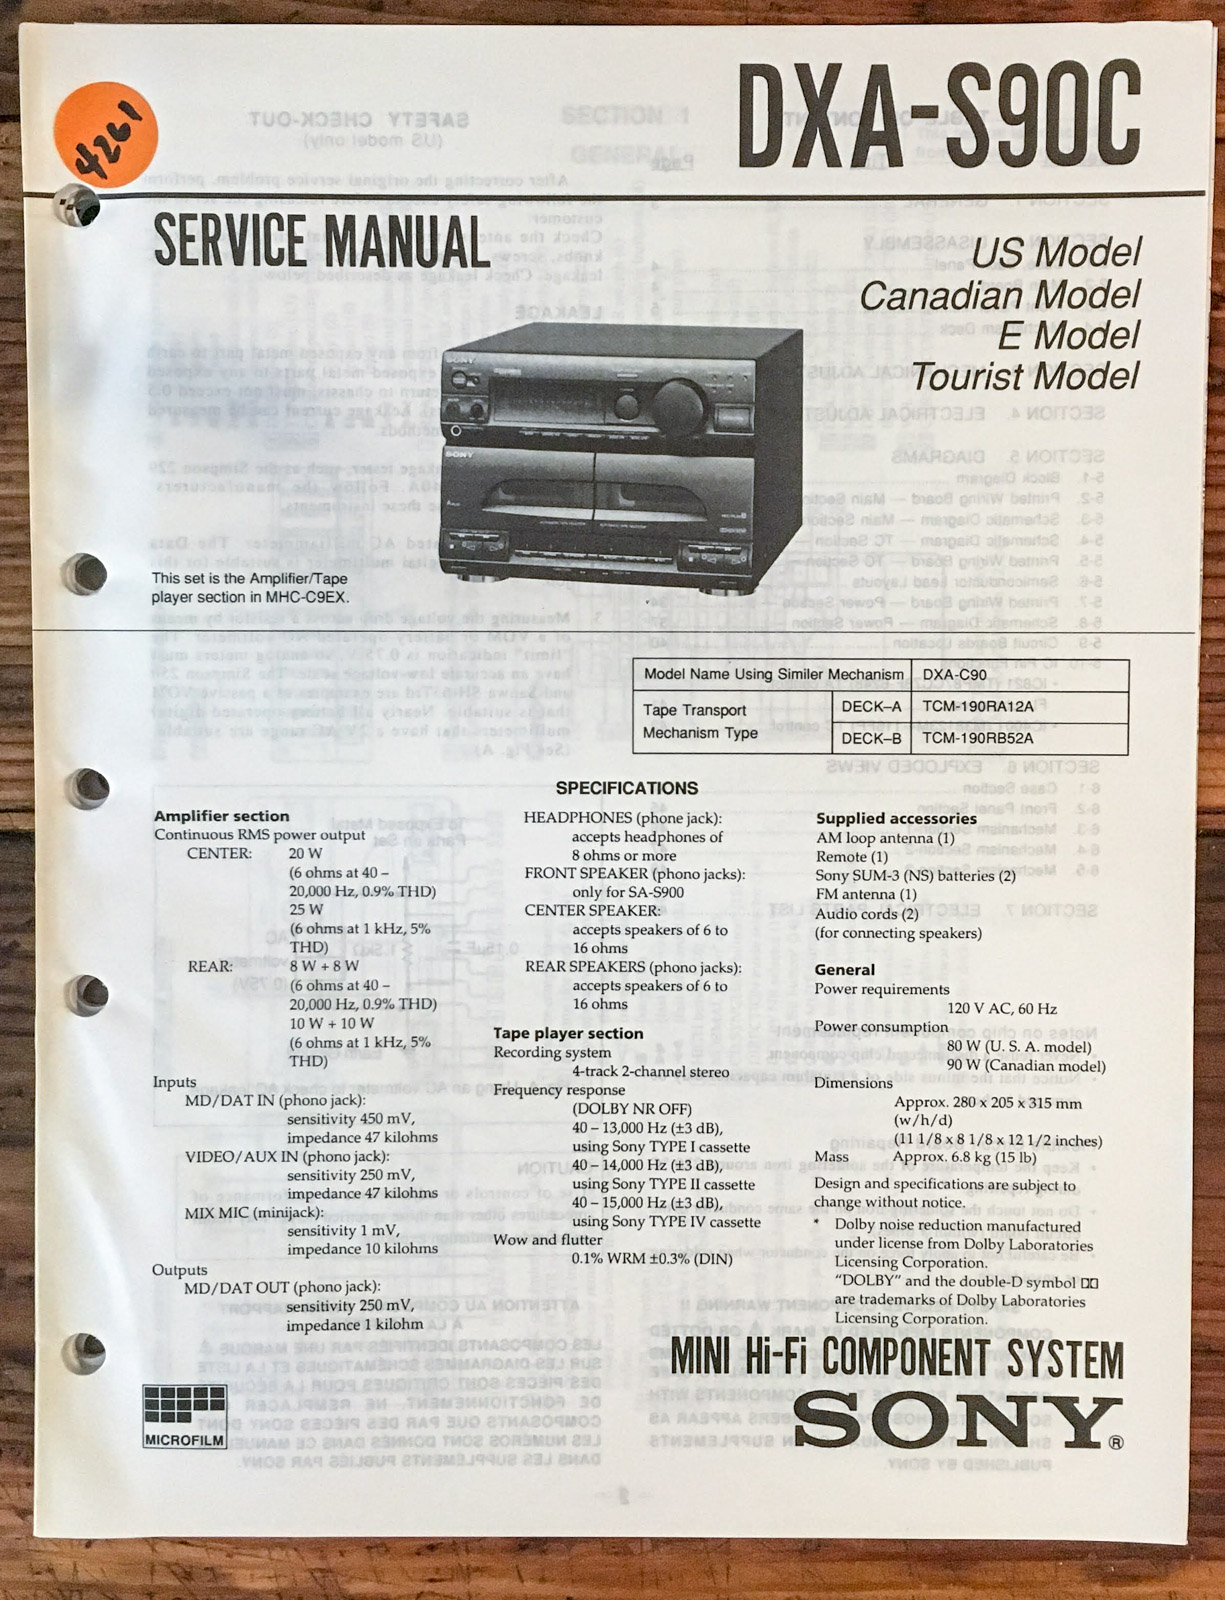 4261
DXA-S90C
SERVICE MANUAL
US Model
Canadian Model
E Model
Tourist Model
SONY
SONY
This set is the Amplifier/Tape
player section in MHC-C9EX.
Model Name Using Similer Mechanism DXA-C90
Tape Transport
Mechanism Type
DECK–A TCM-190RA12A
DECK–B TCM-190RB52A
SPECIFICATIONS
Amplifier section
Continuous RMS power output
CENTER: 20 W
(6 ohms at 40 –
20,000 Hz, 0.9% THD)
25 W
(6 ohms at 1 kHz, 5%
THD)
REAR: 8 W + 8 W
(6 ohms at 40 –
20,000 Hz, 0.9% THD)
10 W + 10 W
(6 ohms at 1 kHz, 5%
THD)
Inputs
MD/DAT IN (phono jack):
sensitivity 450 mV,
impedance 47 kilohms
VIDEO/AUX IN (phono jack):
sensitivity 250 mV,
impedance 47 kilohms
MIX MIC (minijack):
sensitivity 1 mV,
impedance 10 kilohms
Outputs
MD/DAT OUT (phono jack):
sensitivity 250 mV,
impedance 1 kilohm
HEADPHONES (phone jack):
accepts headphones of
8 ohms or more
FRONT SPEAKER (phono jacks):
only for SA-S900
CENTER SPEAKER:
accepts speakers of 6 to
16 ohms
REAR SPEAKERS (phono jacks):
accepts speakers of 6 to
16 ohms
Tape player section
Recording system
4-track 2-channel stereo
Frequency response
(DOLBY NR OFF)
40 – 13,000 Hz (±3 dB),
using Sony TYPE I cassette
40 – 14,000 Hz (±3 dB),
using Sony TYPE II cassette
40 – 15,000 Hz (±3 dB),
using Sony TYPE IV cassette
Wow and flutter
0.1% WRM ±0.3% (DIN)
Supplied accessories
AM loop antenna (1)
Remote (1)
Sony SUM-3 (NS) batteries (2)
FM antenna (1)
Audio cords (2)
(for connecting speakers)
General
Power requirements
120 V AC, 60 Hz
Power consumption
80 W (U. S. A. model)
90 W (Canadian model)
Dimensions
Approx. 280 x 205 x 315 mm
(w/h/d)
(11 1/8 x 8 1/8 x 12 1/2 inches)
Mass Approx. 6.8 kg (15 lb)
Design and specifications are subject to
change without notice.
* Dolby noise reduction manufactured
under license from Dolby Laboratories
Licensing Corporation.
"DOLBY" and the double-D symbol
are trademarks of Dolby Laboratories
Licensing Corporation.
MINI Hi-Fi COMPONENT SYSTEM
SONY®
MICROFILM